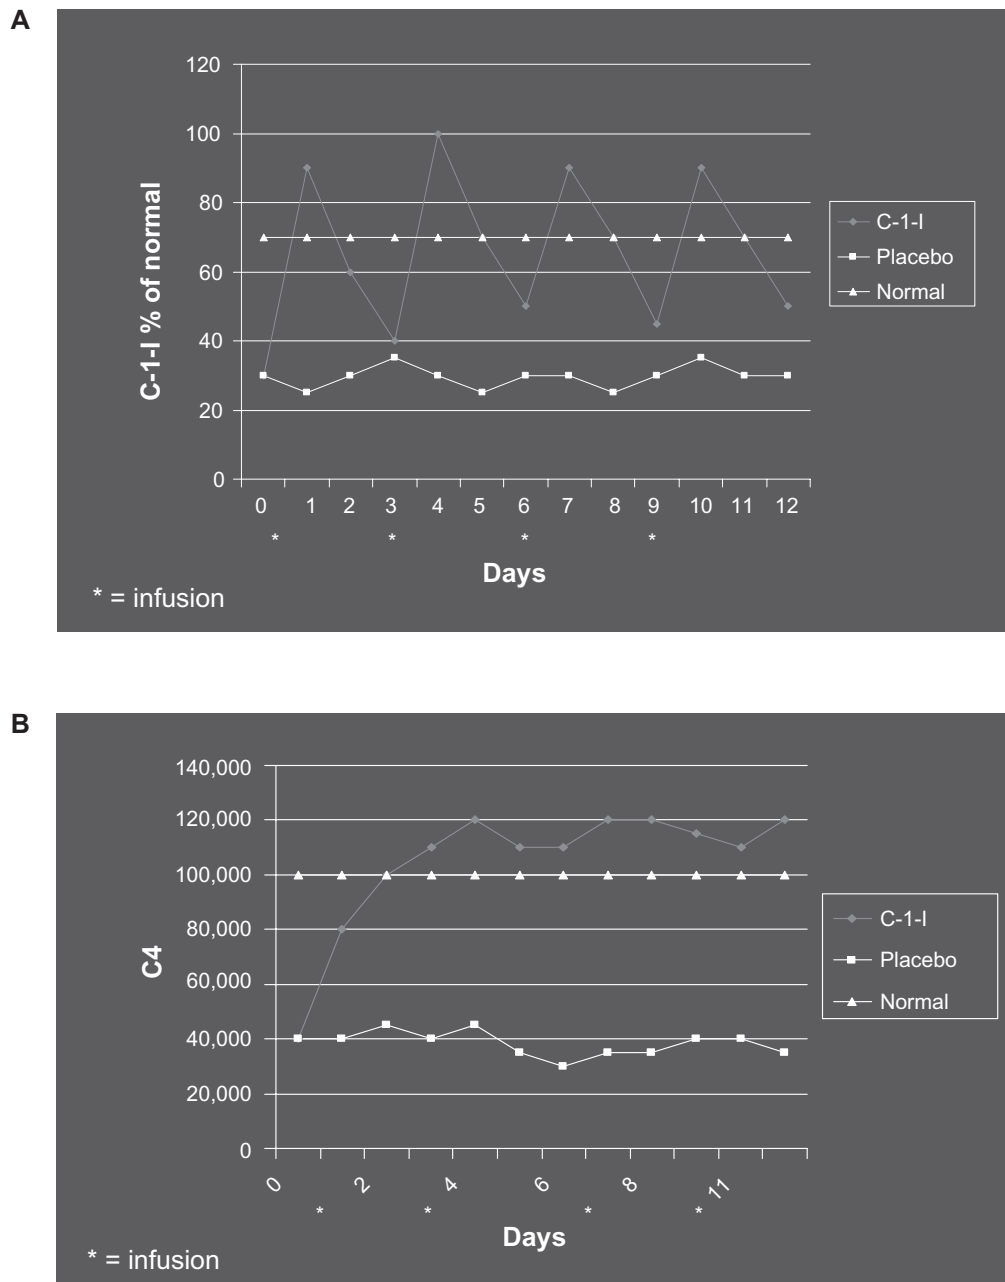 A
120
100
80
60
40
20
0
C-1-I % of normal
0 1 2 3 4 5 6 7 8 9 10 11 12
* * * *
Days
* = infusion
C-1-I
Placebo
Normal
B
140,000
120,000
100,000
80,000
60,000
40,000
20,000
0
C4
0 2 4 6 8 11
* * * *
Days
* = infusion
C-1-I
Placebo
Normal